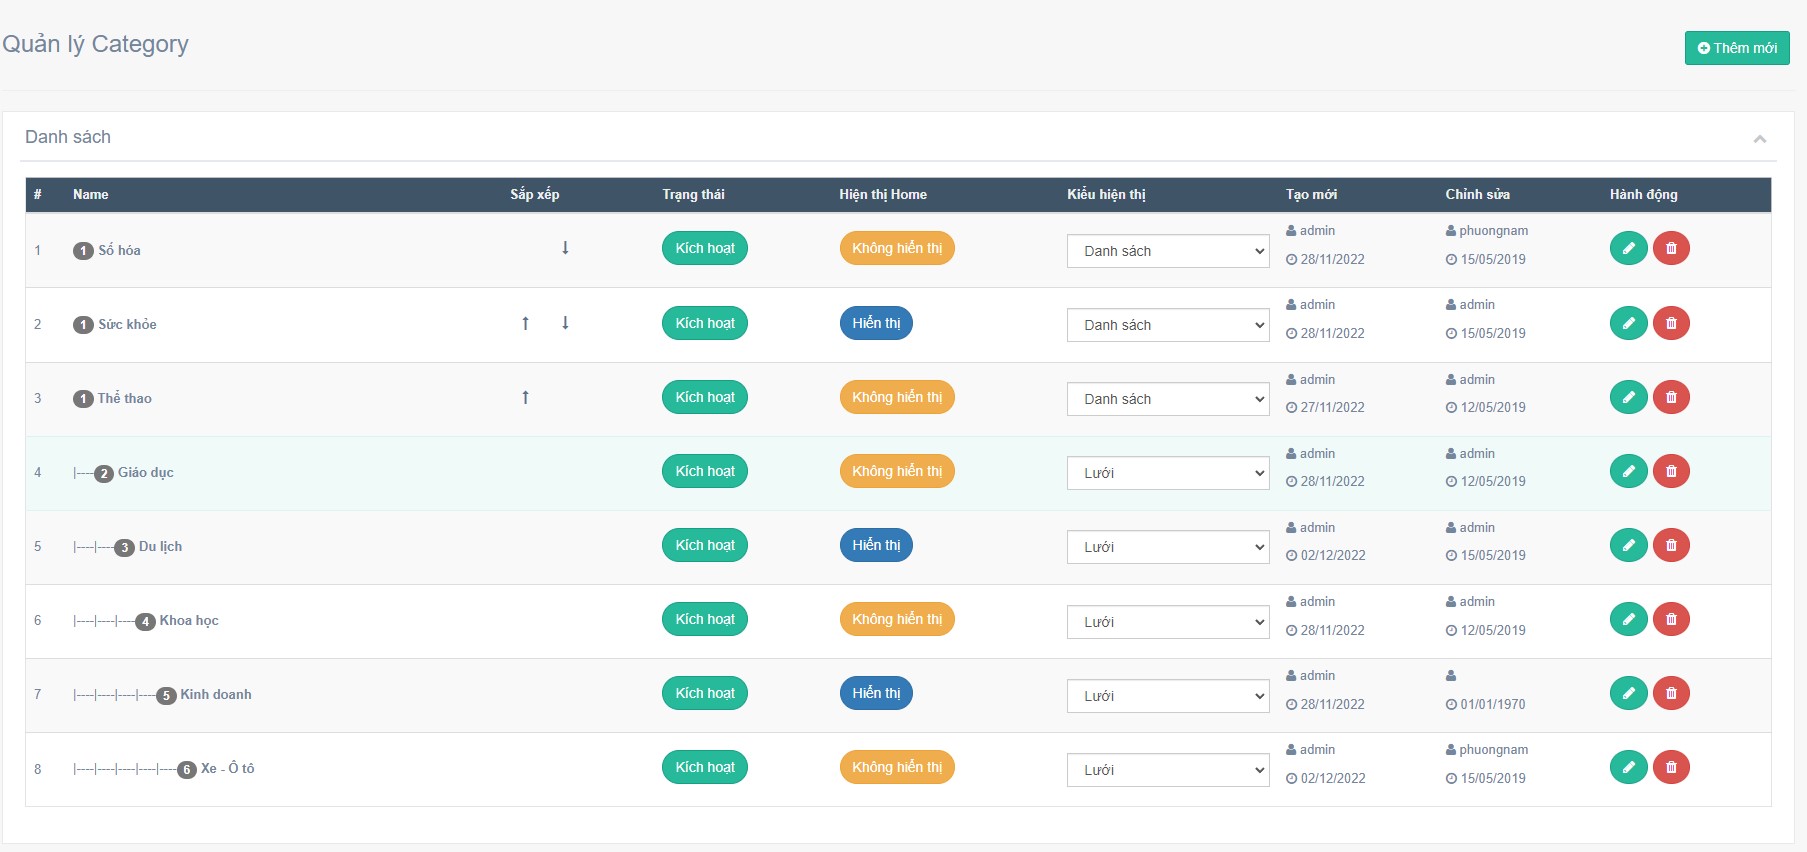 Quản lý Category
Thêm mới
Danh sách
# Name Sắp xếp Trạng thái Hiện thị Home Kiểu hiện thị Tạo mới Chỉnh sửa Hành động
1 1 Số hóa Kích hoạt Không hiển thị Danh sách admin 28/11/2022 phuongnam 15/05/2019
2 1 Sức khỏe Kích hoạt Hiển thị Danh sách admin 28/11/2022 admin 15/05/2019
3 1 Thể thao Kích hoạt Không hiển thị Danh sách admin 27/11/2022 admin 12/05/2019
4 |----2 Giáo dục Kích hoạt Không hiển thị Lưới admin 28/11/2022 admin 12/05/2019
5 |----|----3 Du lịch Kích hoạt Hiển thị Lưới admin 02/12/2022 admin 15/05/2019
6 |----|----|----4 Khoa học Kích hoạt Không hiển thị Lưới admin 28/11/2022 admin 12/05/2019
7 |----|----|----|----5 Kinh doanh Kích hoạt Hiển thị Lưới admin 28/11/2022 01/01/1970
8 |----|----|----|----|----6 Xe - Ô tô Kích hoạt Không hiển thị Lưới admin 02/12/2022 phuongnam 15/05/2019